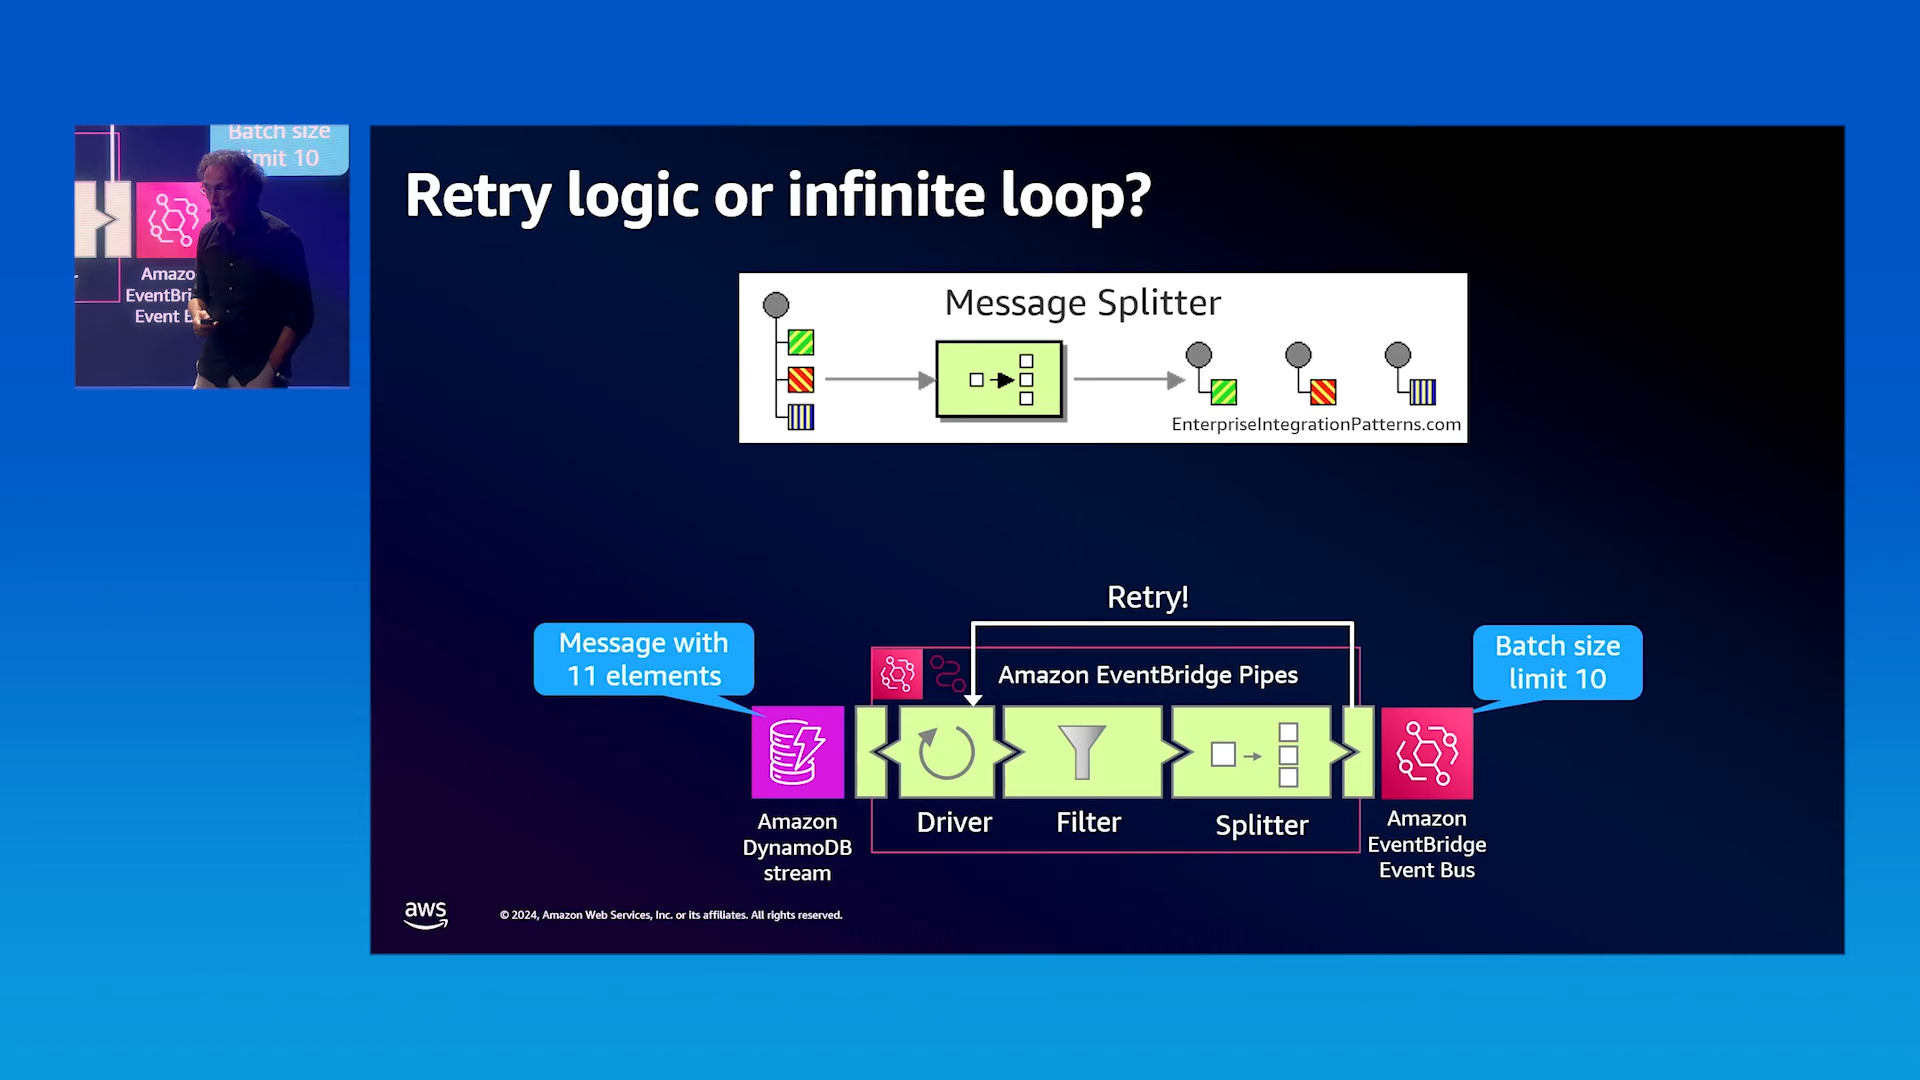 Batch size
limit 10
Amazo
EventBri
Event B
Retry logic or infinite loop?
Message Splitter
EnterpriseIntegrationPatterns.com
Retry!
Message with
11 elements
Amazon EventBridge Pipes
Batch size
limit 10
Driver
Filter
Splitter
Amazon
DynamoDB
stream
Amazon
EventBridge
Event Bus
aws
© 2024, Amazon Web Services, Inc. or its affiliates. All rights reserved.